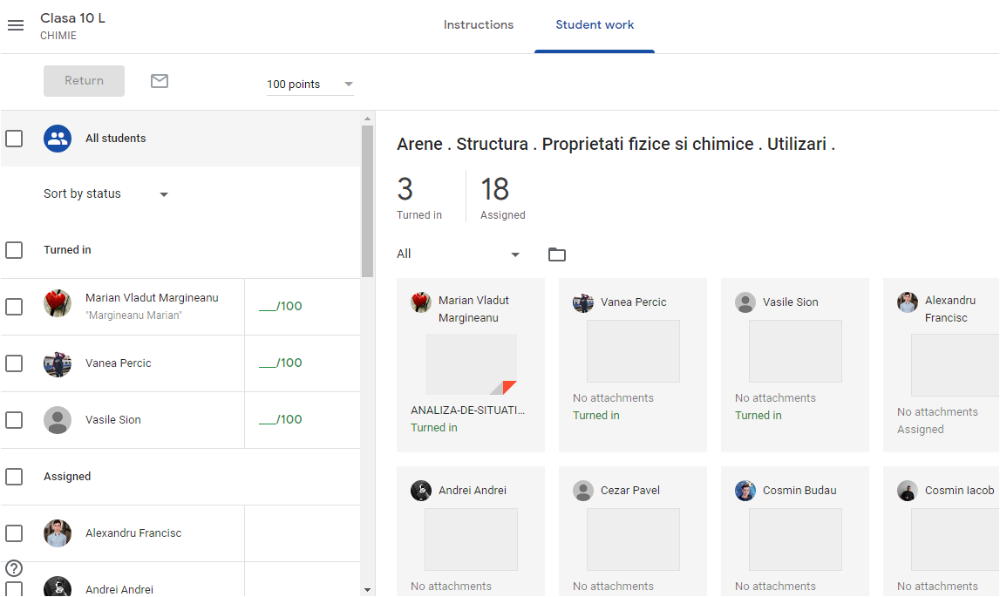 Clasa 10 L
CHIMIE
Instructions
Student work
Return
100 points
All students
Sort by status
Turned in
Marian Vladut Margineanu
"Margineanu Marian"
___/100
Vanea Percic
___/100
Vasile Sion
___/100
Assigned
Alexandru Francisc
Andrei Andrei
Arene . Structura . Proprietati fizice si chimice . Utilizari .
3
Turned in
18
Assigned
All
Marian Vladut
Margineanu
ANALIZA-DE-SITUATI...
Turned in
Vanea Percic
No attachments
Turned in
Vasile Sion
No attachments
Turned in
Alexandru
Francisc
No attachments
Assigned
Andrei Andrei
No attachments
Cezar Pavel
No attachments
Cosmin Budau
No attachments
Cosmin Iacob
No attachments